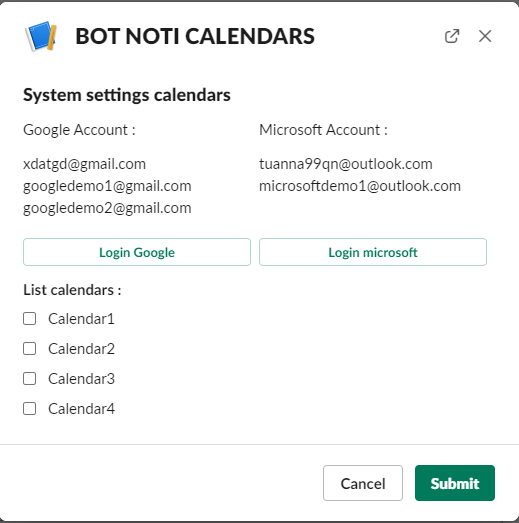 BOT NOTI CALENDARS
System settings calendars
Google Account :
Microsoft Account :
xdatgd@gmail.com
googledemo1@gmail.com
googledemo2@gmail.com
tuanna99qn@outlook.com
microsoftdemo1@outlook.com
Login Google
Login microsoft
List calendars :
Calendar1
Calendar2
Calendar3
Calendar4
Cancel
Submit